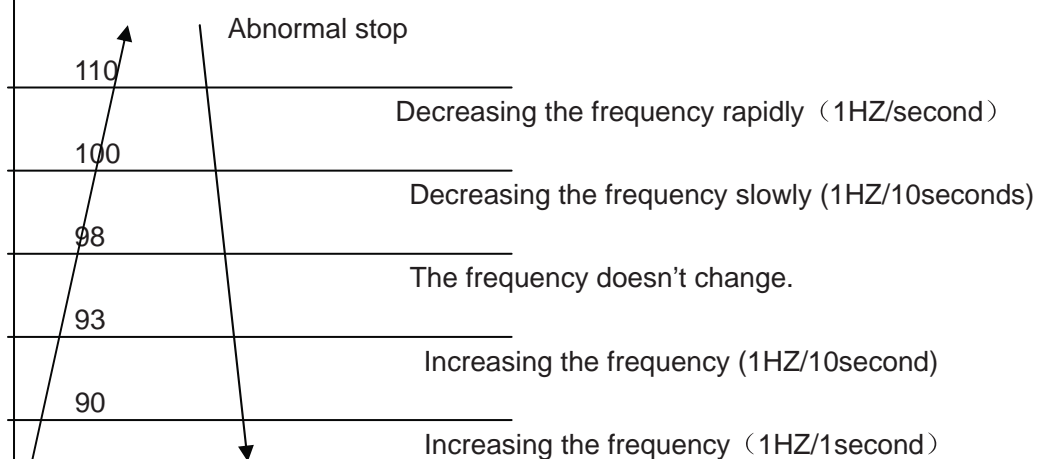 Abnormal stop
110
Decreasing the frequency rapidly（1HZ/second）
100
Decreasing the frequency slowly (1HZ/10seconds)
98
The frequency doesn’t change.
93
Increasing the frequency (1HZ/10second)
90
Increasing the frequency（1HZ/1second）